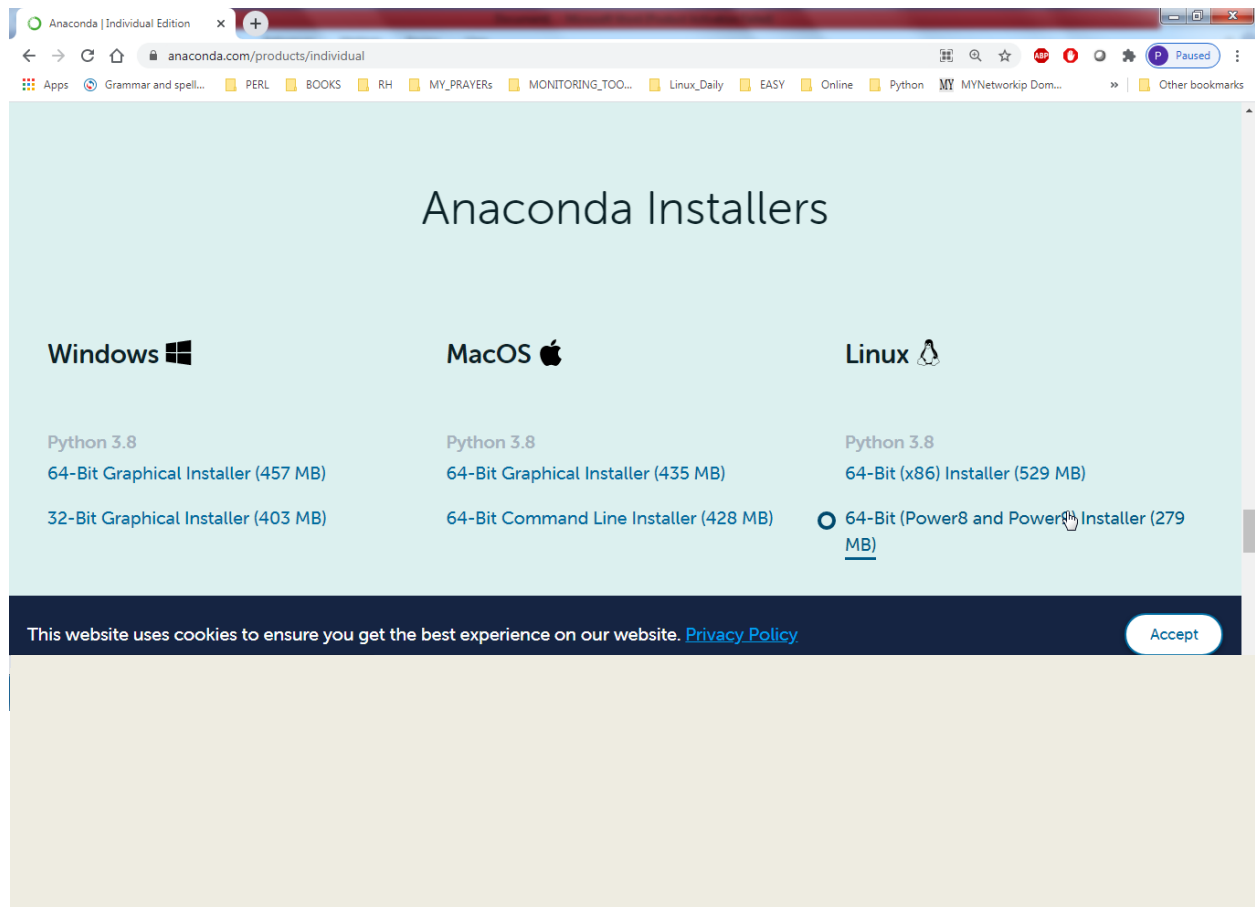 Anaconda | Individual Edition
anaconda.com/products/individual
ABP
P Paused
Apps Grammar and spell... PERL BOOKS RH MY_PRAYERs MONITORING_TOO... Linux_Daily EASY Online Python MY MYNetworkip Dom... » Other bookmarks
Anaconda Installers
Windows
Python 3.8
64-Bit Graphical Installer (457 MB)
32-Bit Graphical Installer (403 MB)
MacOS
Python 3.8
64-Bit Graphical Installer (435 MB)
64-Bit Command Line Installer (428 MB)
Linux
Python 3.8
64-Bit (x86) Installer (529 MB)
64-Bit (Power8 and Power9) Installer (279
MB)
This website uses cookies to ensure you get the best experience on our website. Privacy Policy
Accept